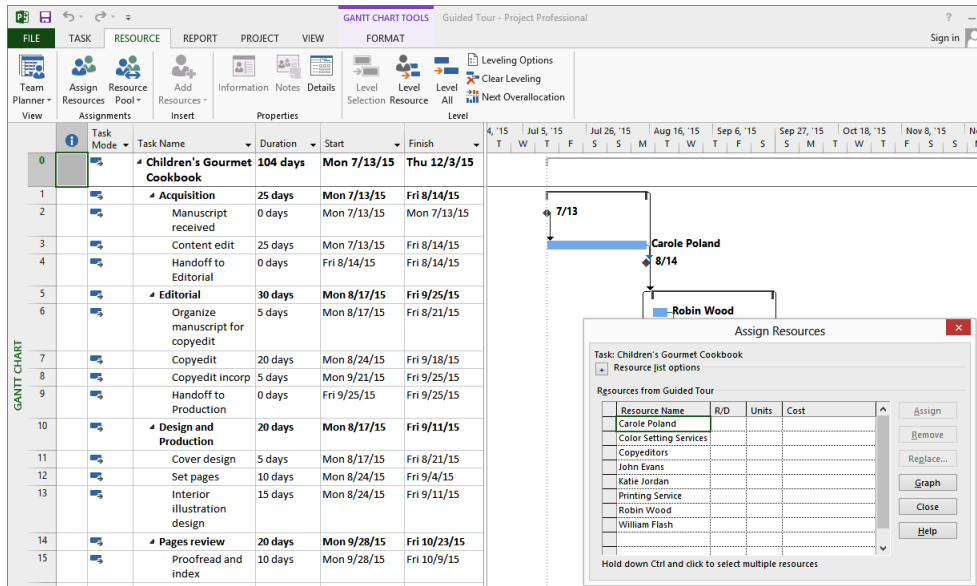 GANTT CHART TOOLS Guided Tour - Project Professional ?
FILE TASK RESOURCE REPORT PROJECT VIEW FORMAT Sign in
Team Planner Assign Resources Resource Pool Add Resources Information Notes Details Level Selection Level Resource Level All Leveling Options
Clear Leveling
Next Overallocation
View Assignments Insert Properties Level
Task Mode Task Name Duration Start Finish
4, '15 Jul 5, '15 Jul 26, '15 Aug 16, '15 Sep 6, '15 Sep 27, '15 Oct 18, '15 Nov 8, '15
T W T F S S M T W T F S S M T W T F S S
0 Children's Gourmet Cookbook 104 days Mon 7/13/15 Thu 12/3/15
1 Acquisition 25 days Mon 7/13/15 Fri 8/14/15
2 Manuscript received 0 days Mon 7/13/15 Mon 7/13/15
7/13
3 Content edit 25 days Mon 7/13/15 Fri 8/14/15
Carole Poland
4 Handoff to Editorial 0 days Fri 8/14/15 Fri 8/14/15
8/14
5 Editorial 30 days Mon 8/17/15 Fri 9/25/15
6 Organize manuscript for copyedit 5 days Mon 8/17/15 Fri 8/21/15
Robin Wood
7 Copyedit 20 days Mon 8/24/15 Fri 9/18/15
8 Copyedit incorp 5 days Mon 9/21/15 Fri 9/25/15
9 Handoff to Production 0 days Fri 9/25/15 Fri 9/25/15
10 Design and Production 20 days Mon 8/17/15 Fri 9/11/15
11 Cover design 5 days Mon 8/17/15 Fri 8/21/15
12 Set pages 10 days Mon 8/24/15 Fri 9/4/15
13 Interior illustration design 15 days Mon 8/24/15 Fri 9/11/15
14 Pages review 20 days Mon 9/28/15 Fri 10/23/15
15 Proofread and index 10 days Mon 9/28/15 Fri 10/9/15
GANTT CHART
Assign Resources
Task: Children's Gourmet Cookbook
+ Resource list options
Resources from Guided Tour
Resource Name R/D Units Cost
Carole Poland
Color Setting Services
Copyeditors
John Evans
Katie Jordan
Printing Service
Robin Wood
William Flash
Assign
Remove
Replace...
Graph
Close
Help
Hold down Ctrl and click to select multiple resources